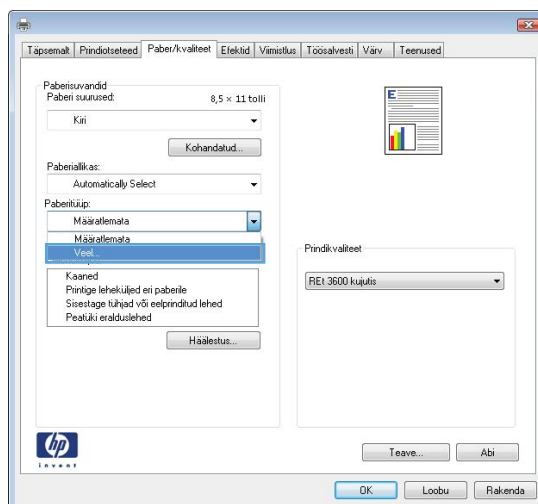 Täpsemalt Prindiotseteed Paber/kvaliteet Efektid Viimistlus Töösalvesti Värv Teenused
Paberisuvandid
Paberi suurused: 8,5 × 11 tolli
Kiri
Kohandatud...
Paberiallikas:
Automatically Select
Paberitüüp:
Määratlemata
Määratlemata
Veel...
Kaaned
Printige leheküljed eri paberile
Sisestage tühjad või eelprinditud lehed
Peatüki eralduslehed
Häälestus...
E
Prindikvaliteet
REt 3600 kujutis
hp
invent
Teave... Abi
OK Loobu Rakenda